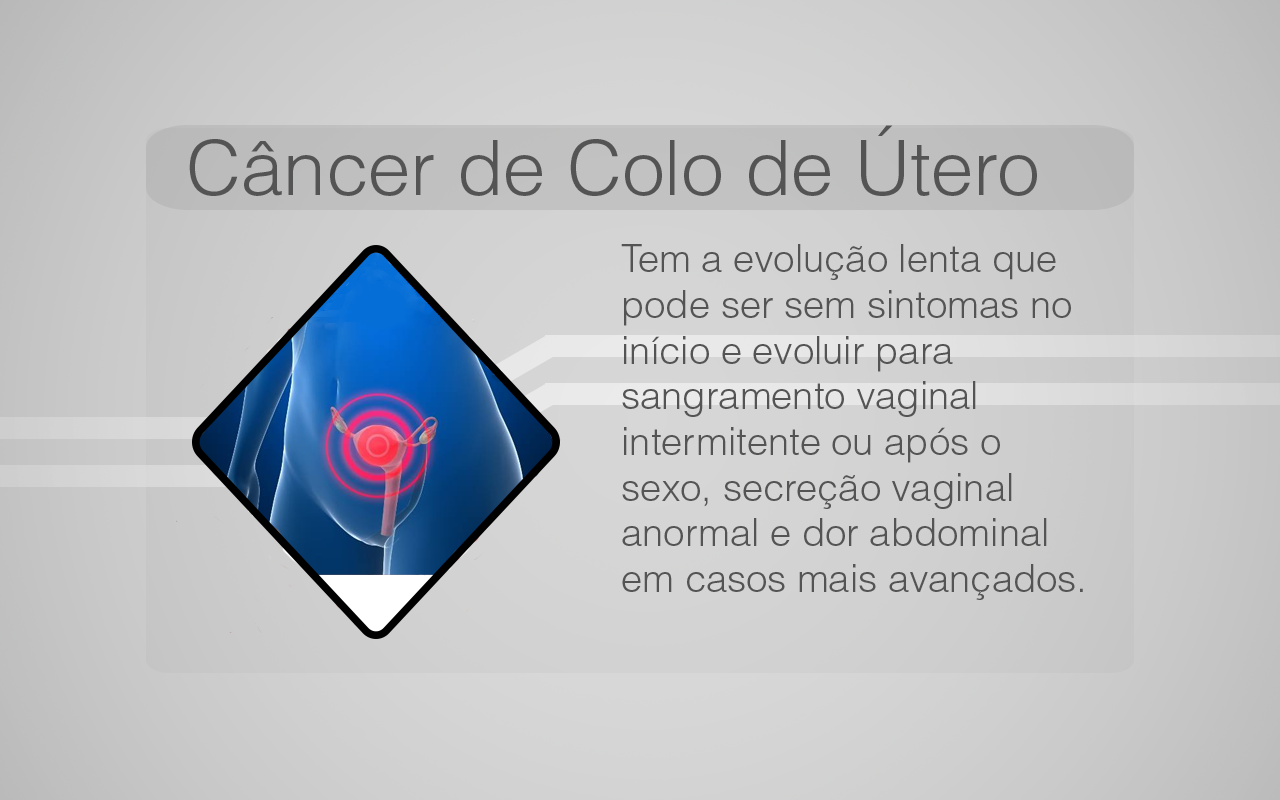 Câncer de Colo de Útero
Tem a evolução lenta que
pode ser sem sintomas no
início e evoluir para
sangramento vaginal
intermitente ou após o
sexo, secreção vaginal
anormal e dor abdominal
em casos mais avançados.